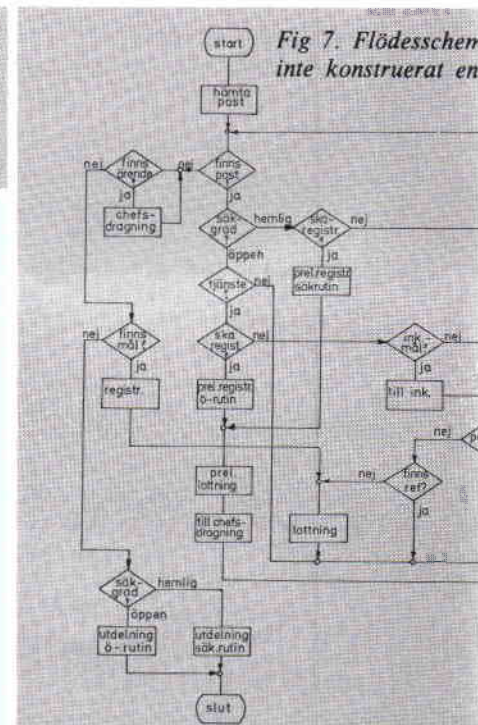 start
Fig 7. Flödesschem
inte konstruerat en
hämta
post
nej
finns
ärende
?
nej
finns
post
ja
ja
chefs-
dragning
säk-
grad
?
hemlig
ska
registr.
?
nej
öppen
ja
prel.registr.
säkrutin
tjänste
nej
ja
nej
finns
mål?
ska
regist
nej
ink.-
mål?
nej
ja
ja
ja
registr.
prel.registr.
ö-rutin
till ink.
nej
prel.
lottning
nej
finns
ref?
till chefs-
dragning
lottning
ja
säk-
grad
?
hemlig
öppen
utdelning
ö-rutin
utdelning
säk.rutin
slut